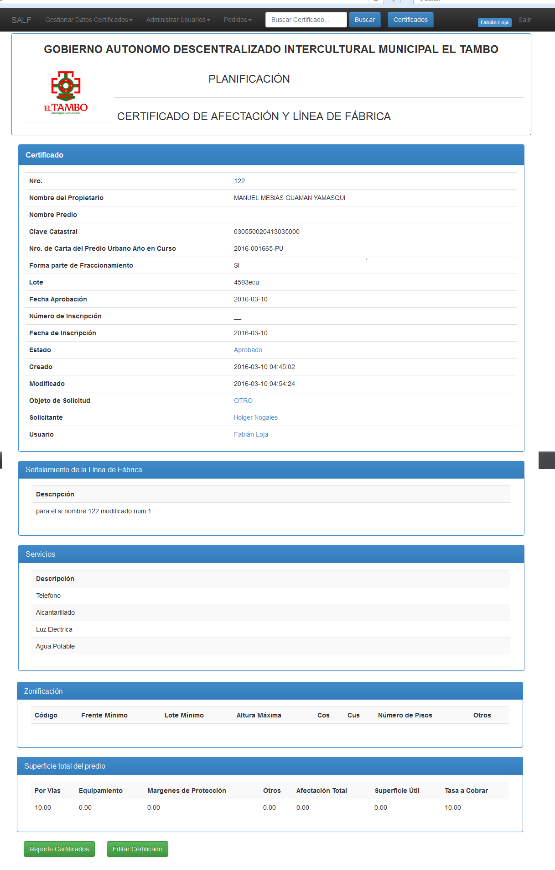 SALF Gestionar Datos Certificados Administrar Usuarios Pedidos Buscar Certificado... Buscar Certificados Fabián Loja Salir
GOBIERNO AUTONOMO DESCENTRALIZADO INTERCULTURAL MUNICIPAL EL TAMBO
EL TAMBO
PLANIFICACIÓN
CERTIFICADO DE AFECTACIÓN Y LÍNEA DE FÁBRICA
Certificado
Nro. 122
Nombre del Propietario MANUEL MESIAS GUAMAN YAMASQUI
Nombre Predio
Clave Catastral 030550020413035000
Nro. de Carta del Predio Urbano Año en Curso 2016-001665-PU
Forma parte de Fraccionamiento SI
Lote 4593ecu
Fecha Aprobación 2016-03-10
Número de Inscripción __
Fecha de Inscripción 2016-03-10
Estado Aprobado
Creado 2016-03-10 04:45:02
Modificado 2016-03-10 04:54:24
Objeto de Solicitud OTRO
Solicitante Holger Nogales
Usuario Fabián Loja
Señalamiento de la Línea de Fábrica
Descripción
para el si nombre 122 modificado num 1
Servicios
Descripción
Telefono
Alcantarillado
Luz Electrica
Agua Potable
Zonificación
Código Frente Mínimo Lote Mínimo Altura Máxima Cos Cus Número de Pisos Otros
Superficie total del predio
Por Vias Equipamiento Margenes de Protección Otros Afectación Total Superficie Útil Tasa a Cobrar
10.00 0.00 0.00 0.00 0.00 0.00 10.00
Reporte Certificados Editar Certificado